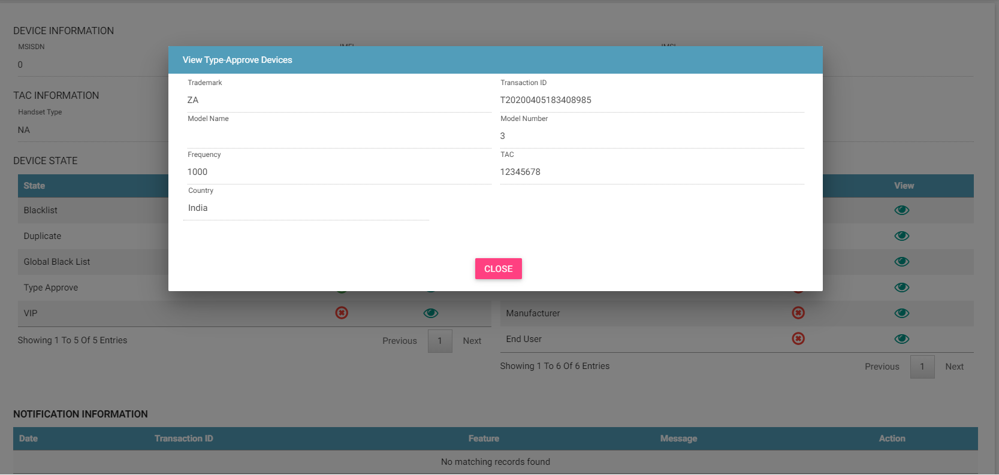 DEVICE INFORMATION
MSISDN
0
TAC INFORMATION
Handset Type
NA
DEVICE STATE
View Type-Approve Devices
Trademark
Transaction ID
ZA
T20200405183408985
Model Name
Model Number
3
Frequency
TAC
1000
12345678
Country
India
CLOSE
State
View
Blacklist
Duplicate
Global Black List
Type Approve
VIP
Manufacturer
End User
Showing 1 To 5 Of 5 Entries
Previous 1 Next
Showing 1 To 6 Of 6 Entries
Previous 1 Next
NOTIFICATION INFORMATION
Date Transaction ID Feature Message Action
No matching records found